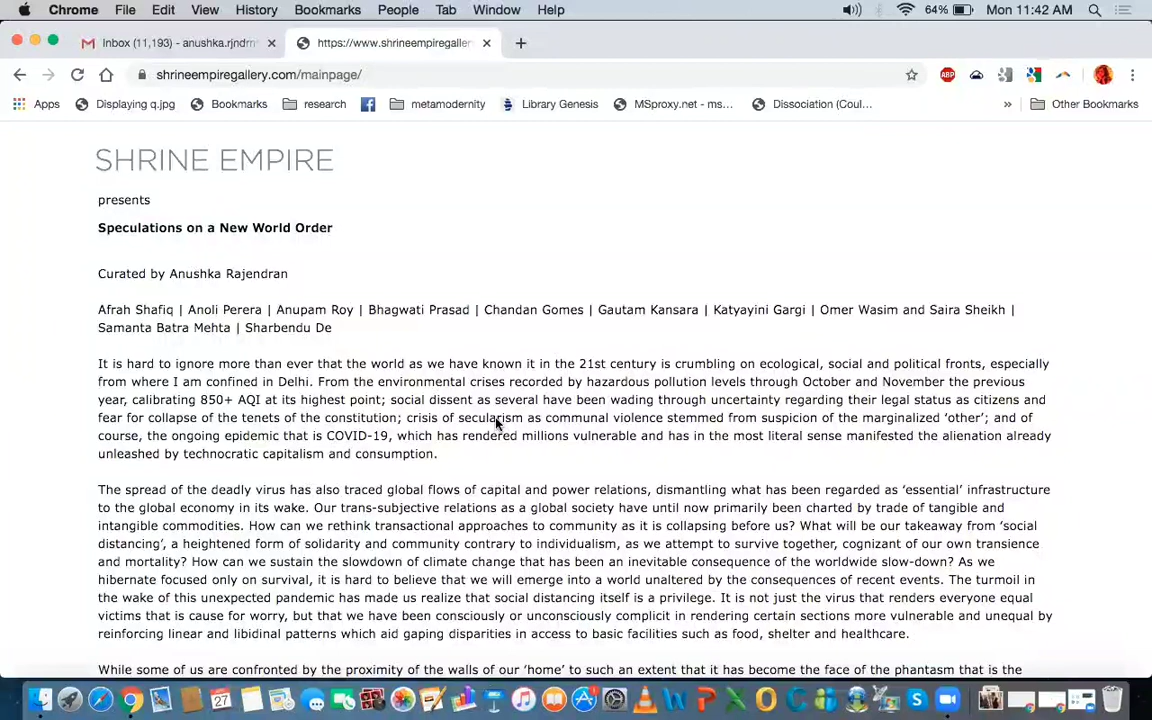 Chrome File Edit View History Bookmarks People Tab Window Help 64% Mon 11:42 AM
Inbox (11,193) - anushka.rjndrn https://www.shrineempiregaller
shrineempiregallery.com/mainpage/ ABP
Apps Displaying q.jpg Bookmarks research metamodernity Library Genesis MSproxy.net - ms... Dissociation (Coul... » Other Bookmarks
SHRINE EMPIRE
presents
Speculations on a New World Order
Curated by Anushka Rajendran
Afrah Shafiq | Anoli Perera | Anupam Roy | Bhagwati Prasad | Chandan Gomes | Gautam Kansara | Katyayini Gargi | Omer Wasim and Saira Sheikh |
Samanta Batra Mehta | Sharbendu De
It is hard to ignore more than ever that the world as we have known it in the 21st century is crumbling on ecological, social and political fronts, especially
from where I am confined in Delhi. From the environmental crises recorded by hazardous pollution levels through October and November the previous
year, calibrating 850+ AQI at its highest point; social dissent as several have been wading through uncertainty regarding their legal status as citizens and
fear for collapse of the tenets of the constitution; crisis of secularism as communal violence stemmed from suspicion of the marginalized ‘other’; and of
course, the ongoing epidemic that is COVID-19, which has rendered millions vulnerable and has in the most literal sense manifested the alienation already
unleashed by technocratic capitalism and consumption.
The spread of the deadly virus has also traced global flows of capital and power relations, dismantling what has been regarded as ‘essential’ infrastructure
to the global economy in its wake. Our trans-subjective relations as a global society have until now primarily been charted by trade of tangible and
intangible commodities. How can we rethink transactional approaches to community as it is collapsing before us? What will be our takeaway from ‘social
distancing’, a heightened form of solidarity and community contrary to individualism, as we attempt to survive together, cognizant of our own transience
and mortality? How can we sustain the slowdown of climate change that has been an inevitable consequence of the worldwide slow-down? As we
hibernate focused only on survival, it is hard to believe that we will emerge into a world unaltered by the consequences of recent events. The turmoil in
the wake of this unexpected pandemic has made us realize that social distancing itself is a privilege. It is not just the virus that renders everyone equal
victims that is cause for worry, but that we have been consciously or unconsciously complicit in rendering certain sections more vulnerable and unequal by
reinforcing linear and libidinal patterns which aid gaping disparities in access to basic facilities such as food, shelter and healthcare.
While some of us are confronted by the proximity of the walls of our ‘home’ to such an extent that it has become the face of the phantasm that is the
27